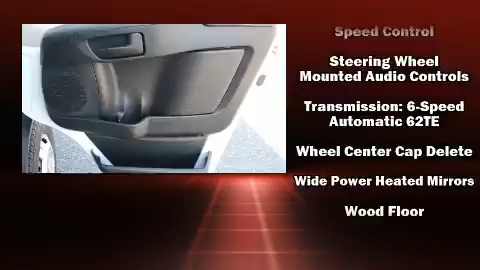 Speed Control
Steering Wheel
Mounted Audio Controls
Transmission: 6-Speed
Automatic 62TE
Wheel Center Cap Delete
Wide Power Heated Mirrors
Wood Floor